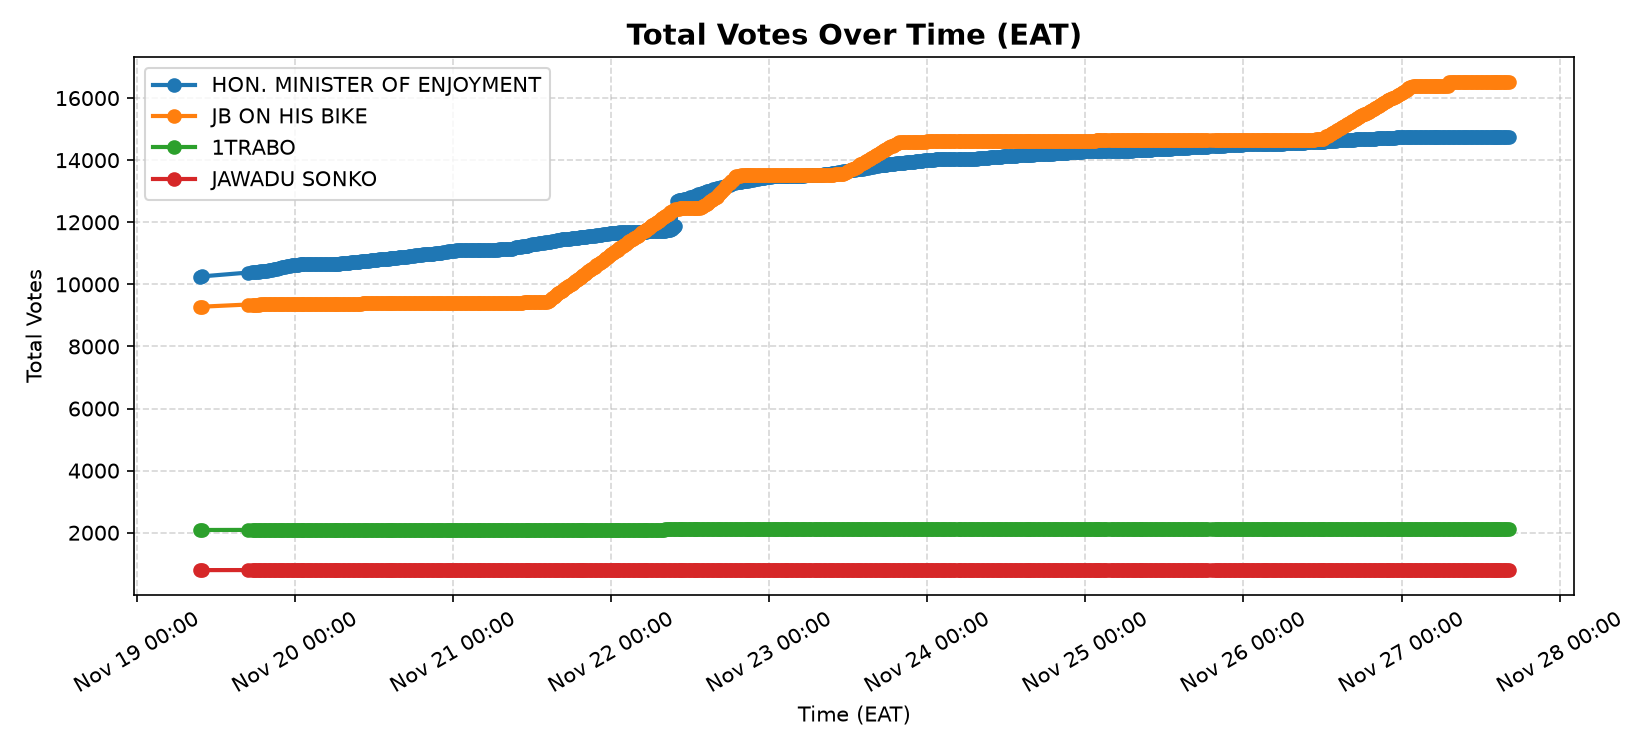 Total Votes Over Time (EAT)
HON. MINISTER OF ENJOYMENT
JB ON HIS BIKE
1TRABO
JAWADU SONKO
Total Votes
16000
14000
12000
10000
8000
6000
4000
2000
Nov 19 00:00
Nov 20 00:00
Nov 21 00:00
Nov 22 00:00
Nov 23 00:00
Nov 24 00:00
Nov 25 00:00
Nov 26 00:00
Nov 27 00:00
Nov 28 00:00
Time (EAT)